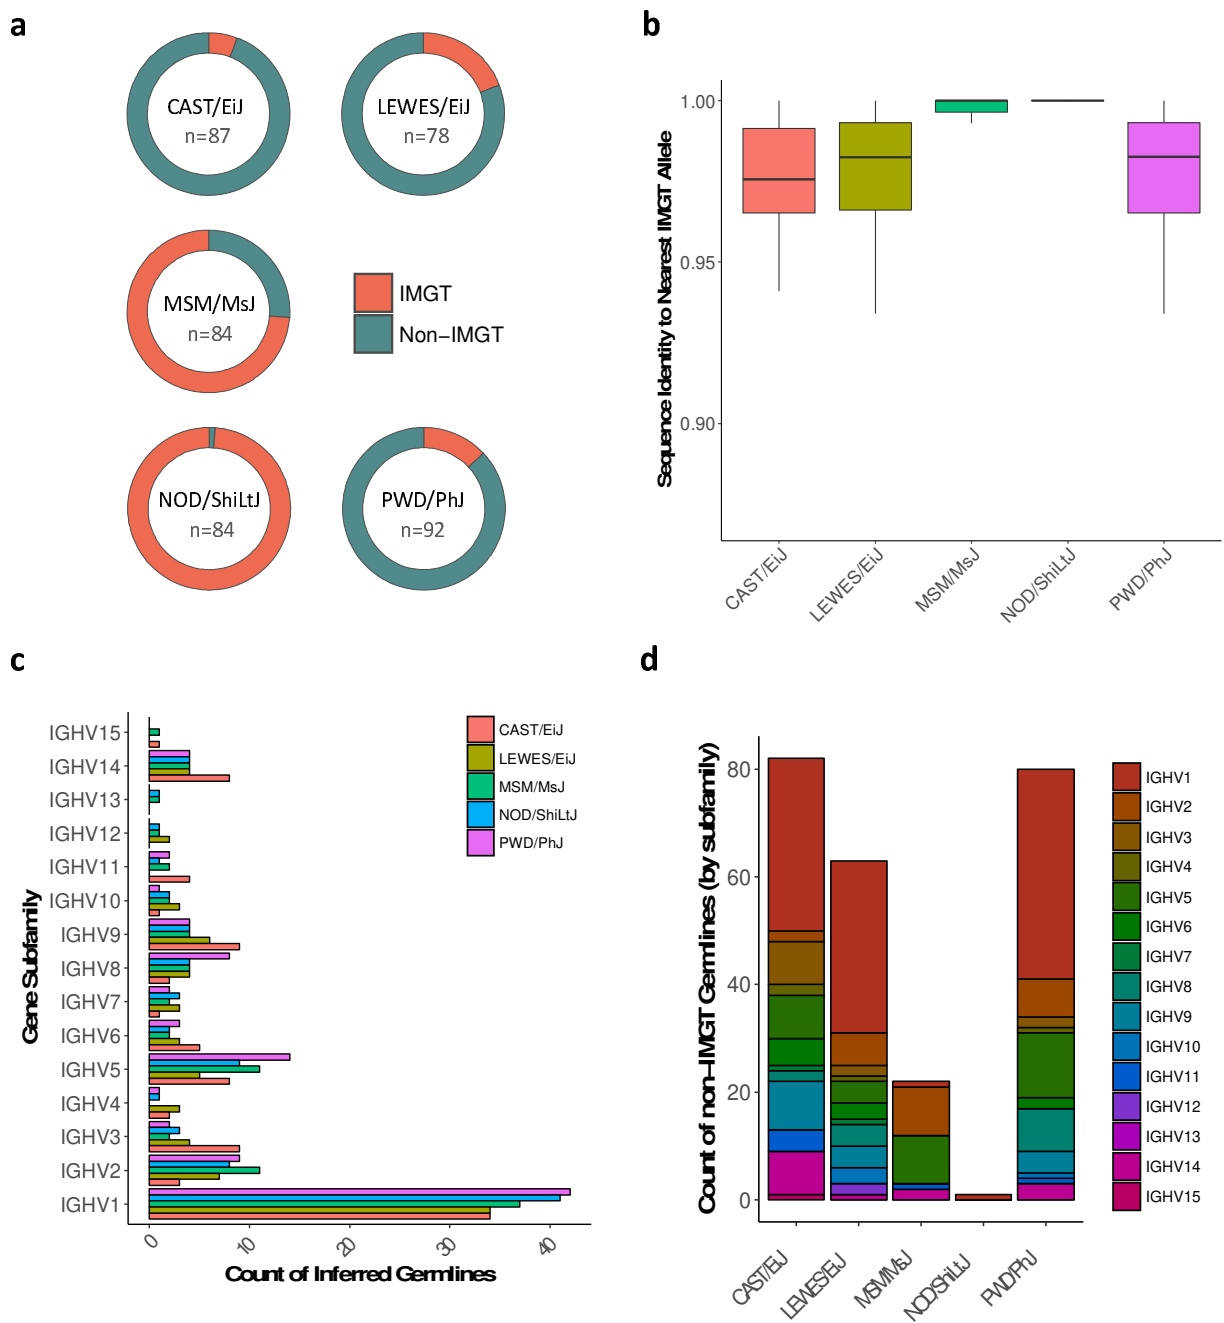 a
CAST/EiJ
n=87
LEWES/EiJ
n=78
MSM/MsJ
n=84
IMGT
Non-IMGT
NOD/ShiLtJ
n=84
PWD/PhJ
n=92
b
Sequence Identity to Nearest IMGT Allele
1.00
0.95
0.90
CAST/EiJ
LEWES/EiJ
MSM/MsJ
NOD/ShiLtJ
PWD/PhJ
c
Gene Subfamily
IGHV15
IGHV14
IGHV13
IGHV12
IGHV11
IGHV10
IGHV9
IGHV8
IGHV7
IGHV6
IGHV5
IGHV4
IGHV3
IGHV2
IGHV1
0
10
20
30
40
Count of Inferred Germlines
CAST/EiJ
LEWES/EiJ
MSM/MsJ
NOD/ShiLtJ
PWD/PhJ
d
Count of non-IMGT Germlines (by subfamily)
80
60
40
20
0
CAST/EiJ
LEWES/EiJ
MSM/MsJ
NOD/ShiLtJ
PWD/PhJ
IGHV1
IGHV2
IGHV3
IGHV4
IGHV5
IGHV6
IGHV7
IGHV8
IGHV9
IGHV10
IGHV11
IGHV12
IGHV13
IGHV14
IGHV15